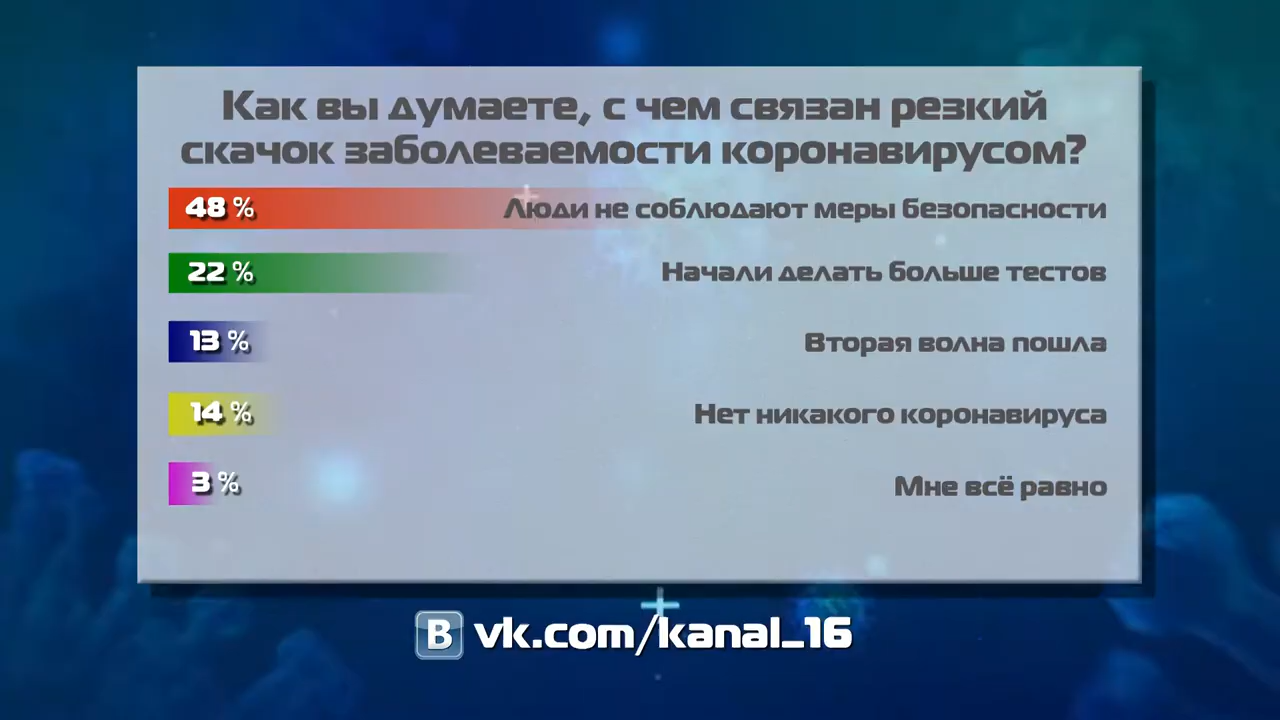 Как вы думаете, с чем связан резкий
скачок заболеваемости коронавирусом?
48 % Люди не соблюдают меры безопасности
22 % Начали делать больше тестов
13 % Вторая волна пошла
14 % Нет никакого коронавируса
3 % Мне всё равно
В vk.com/kanal_16